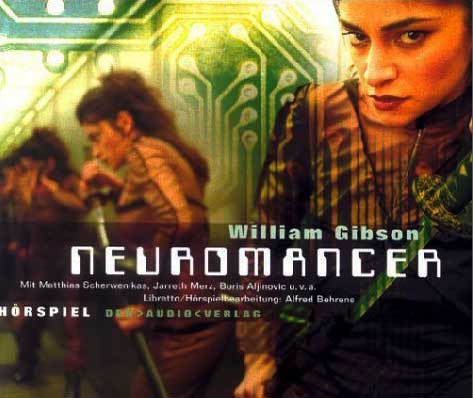 William Gibson
NEUROMANCER
Mit Matthias Scherwenikas, Jarreth Merz, Boris Aljinovic u.v.a.
Libretto/Hörspielbearbeitung: Alfred Behrens
HÖRSPIEL DER>AUDIO<VERLAG